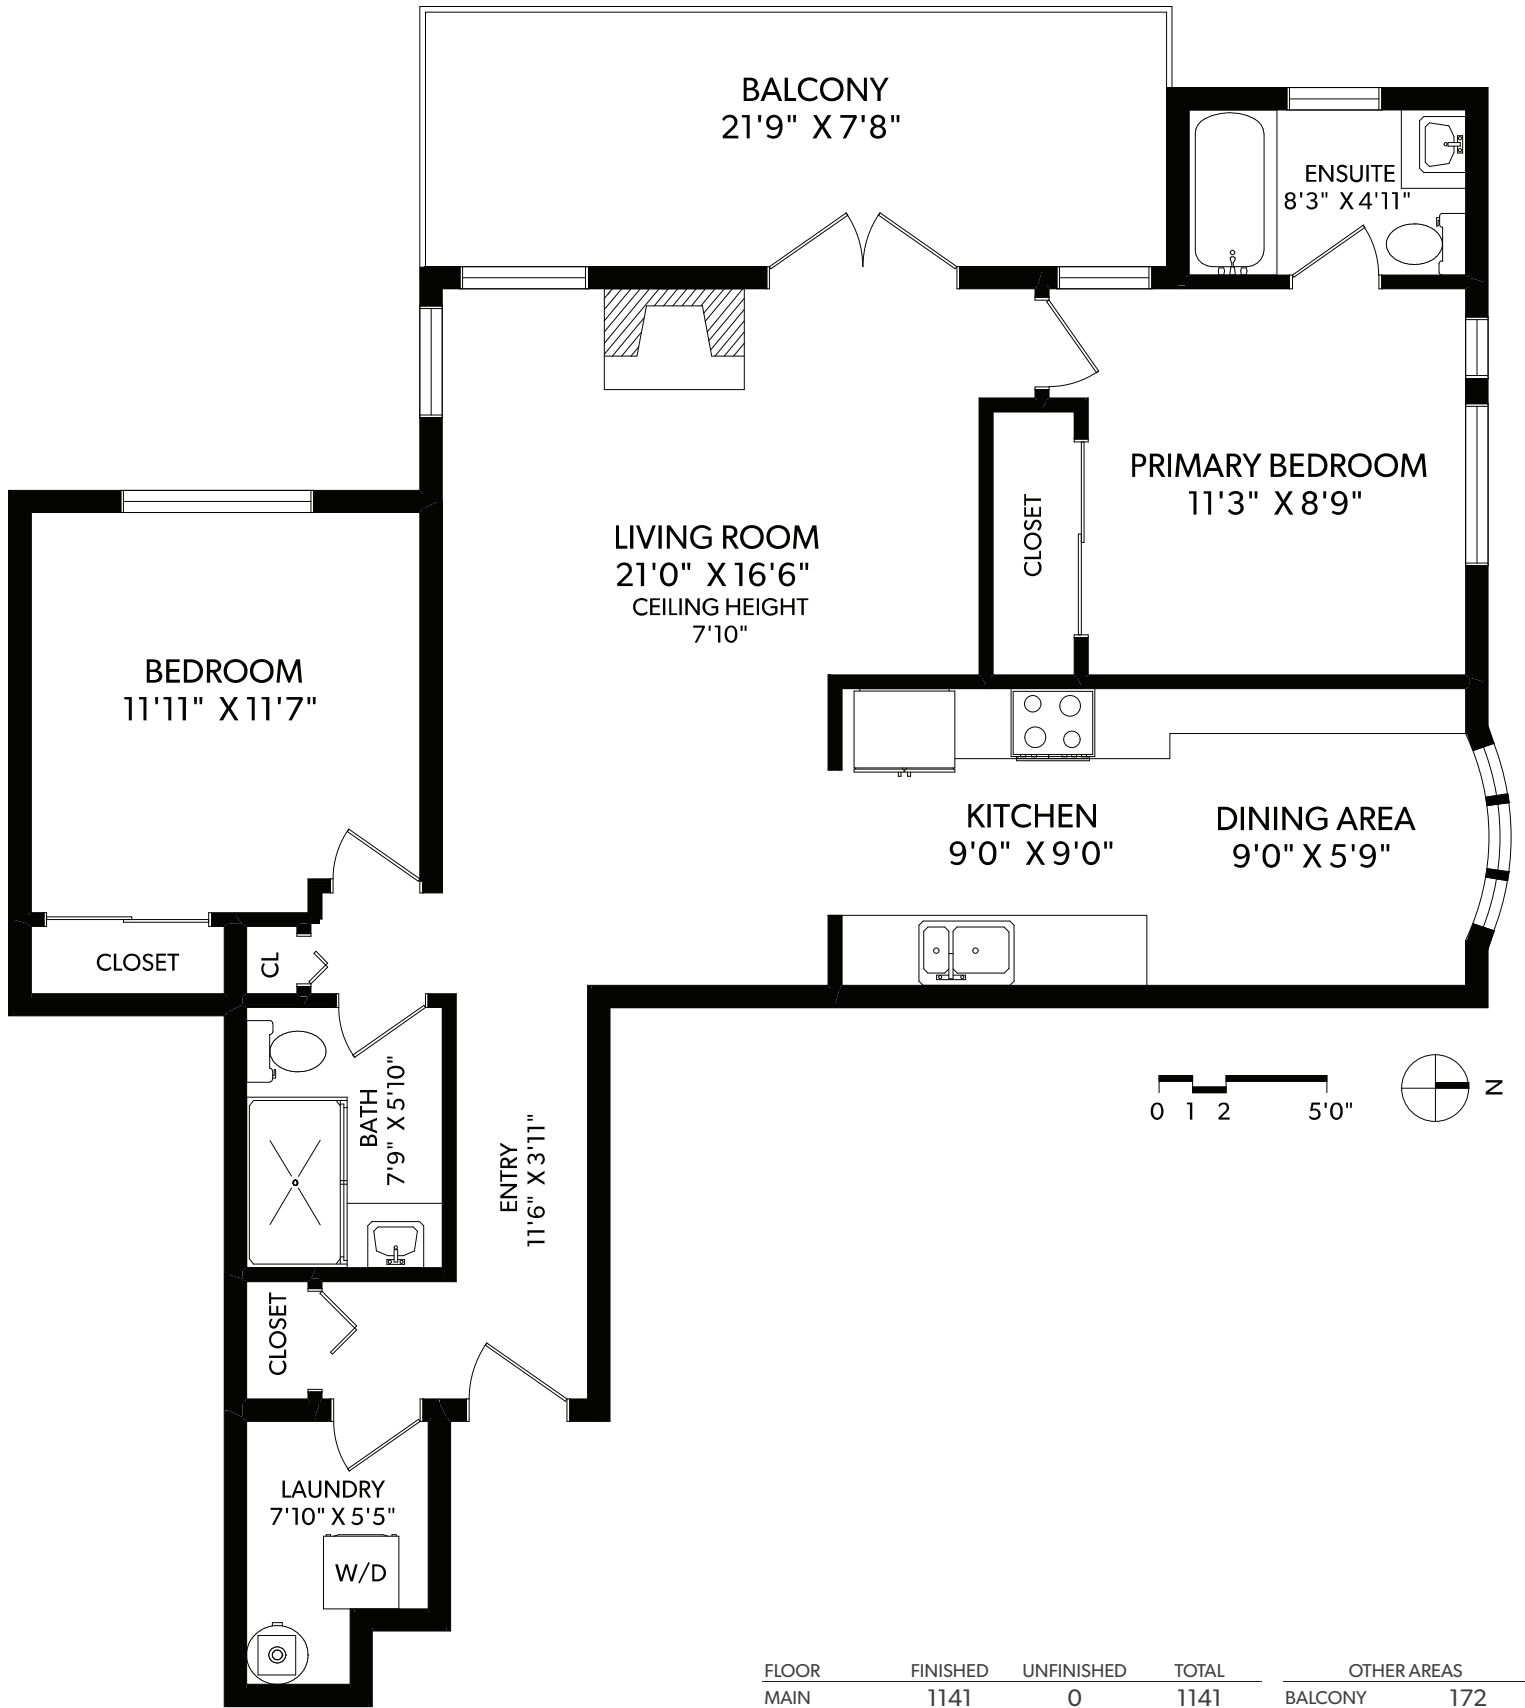 BALCONY
21'9" X 7'8"
ENSUITE
8'3" X 4'11"
PRIMARY BEDROOM
11'3" X 8'9"
CLOSET
LIVING ROOM
21'0" X 16'6"
CEILING HEIGHT
7'10"
BEDROOM
11'11" X 11'7"
KITCHEN
9'0" X 9'0"
DINING AREA
9'0" X 5'9"
CLOSET
CL
BATH
7'9" X 5'10"
ENTRY
11'6" X 3'11"
0 1 2 5'0"
N
CLOSET
LAUNDRY
7'10" X 5'5"
W/D
FLOOR FINISHED UNFINISHED TOTAL OTHER AREAS
MAIN 1141 0 1141 BALCONY 172